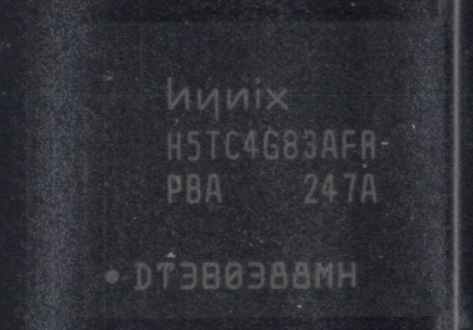 hynix
H5TC4G83AFR-
PBA 247A
DT3B0388MH